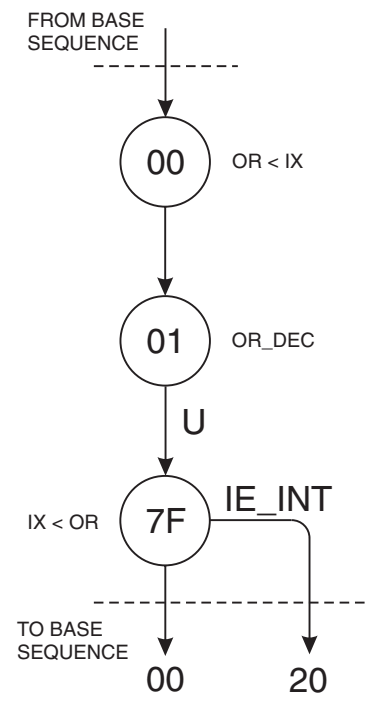 FROM BASE
SEQUENCE
00
OR < IX
01
OR_DEC
U
IX < OR
7F
IE_INT
TO BASE
SEQUENCE
00
20